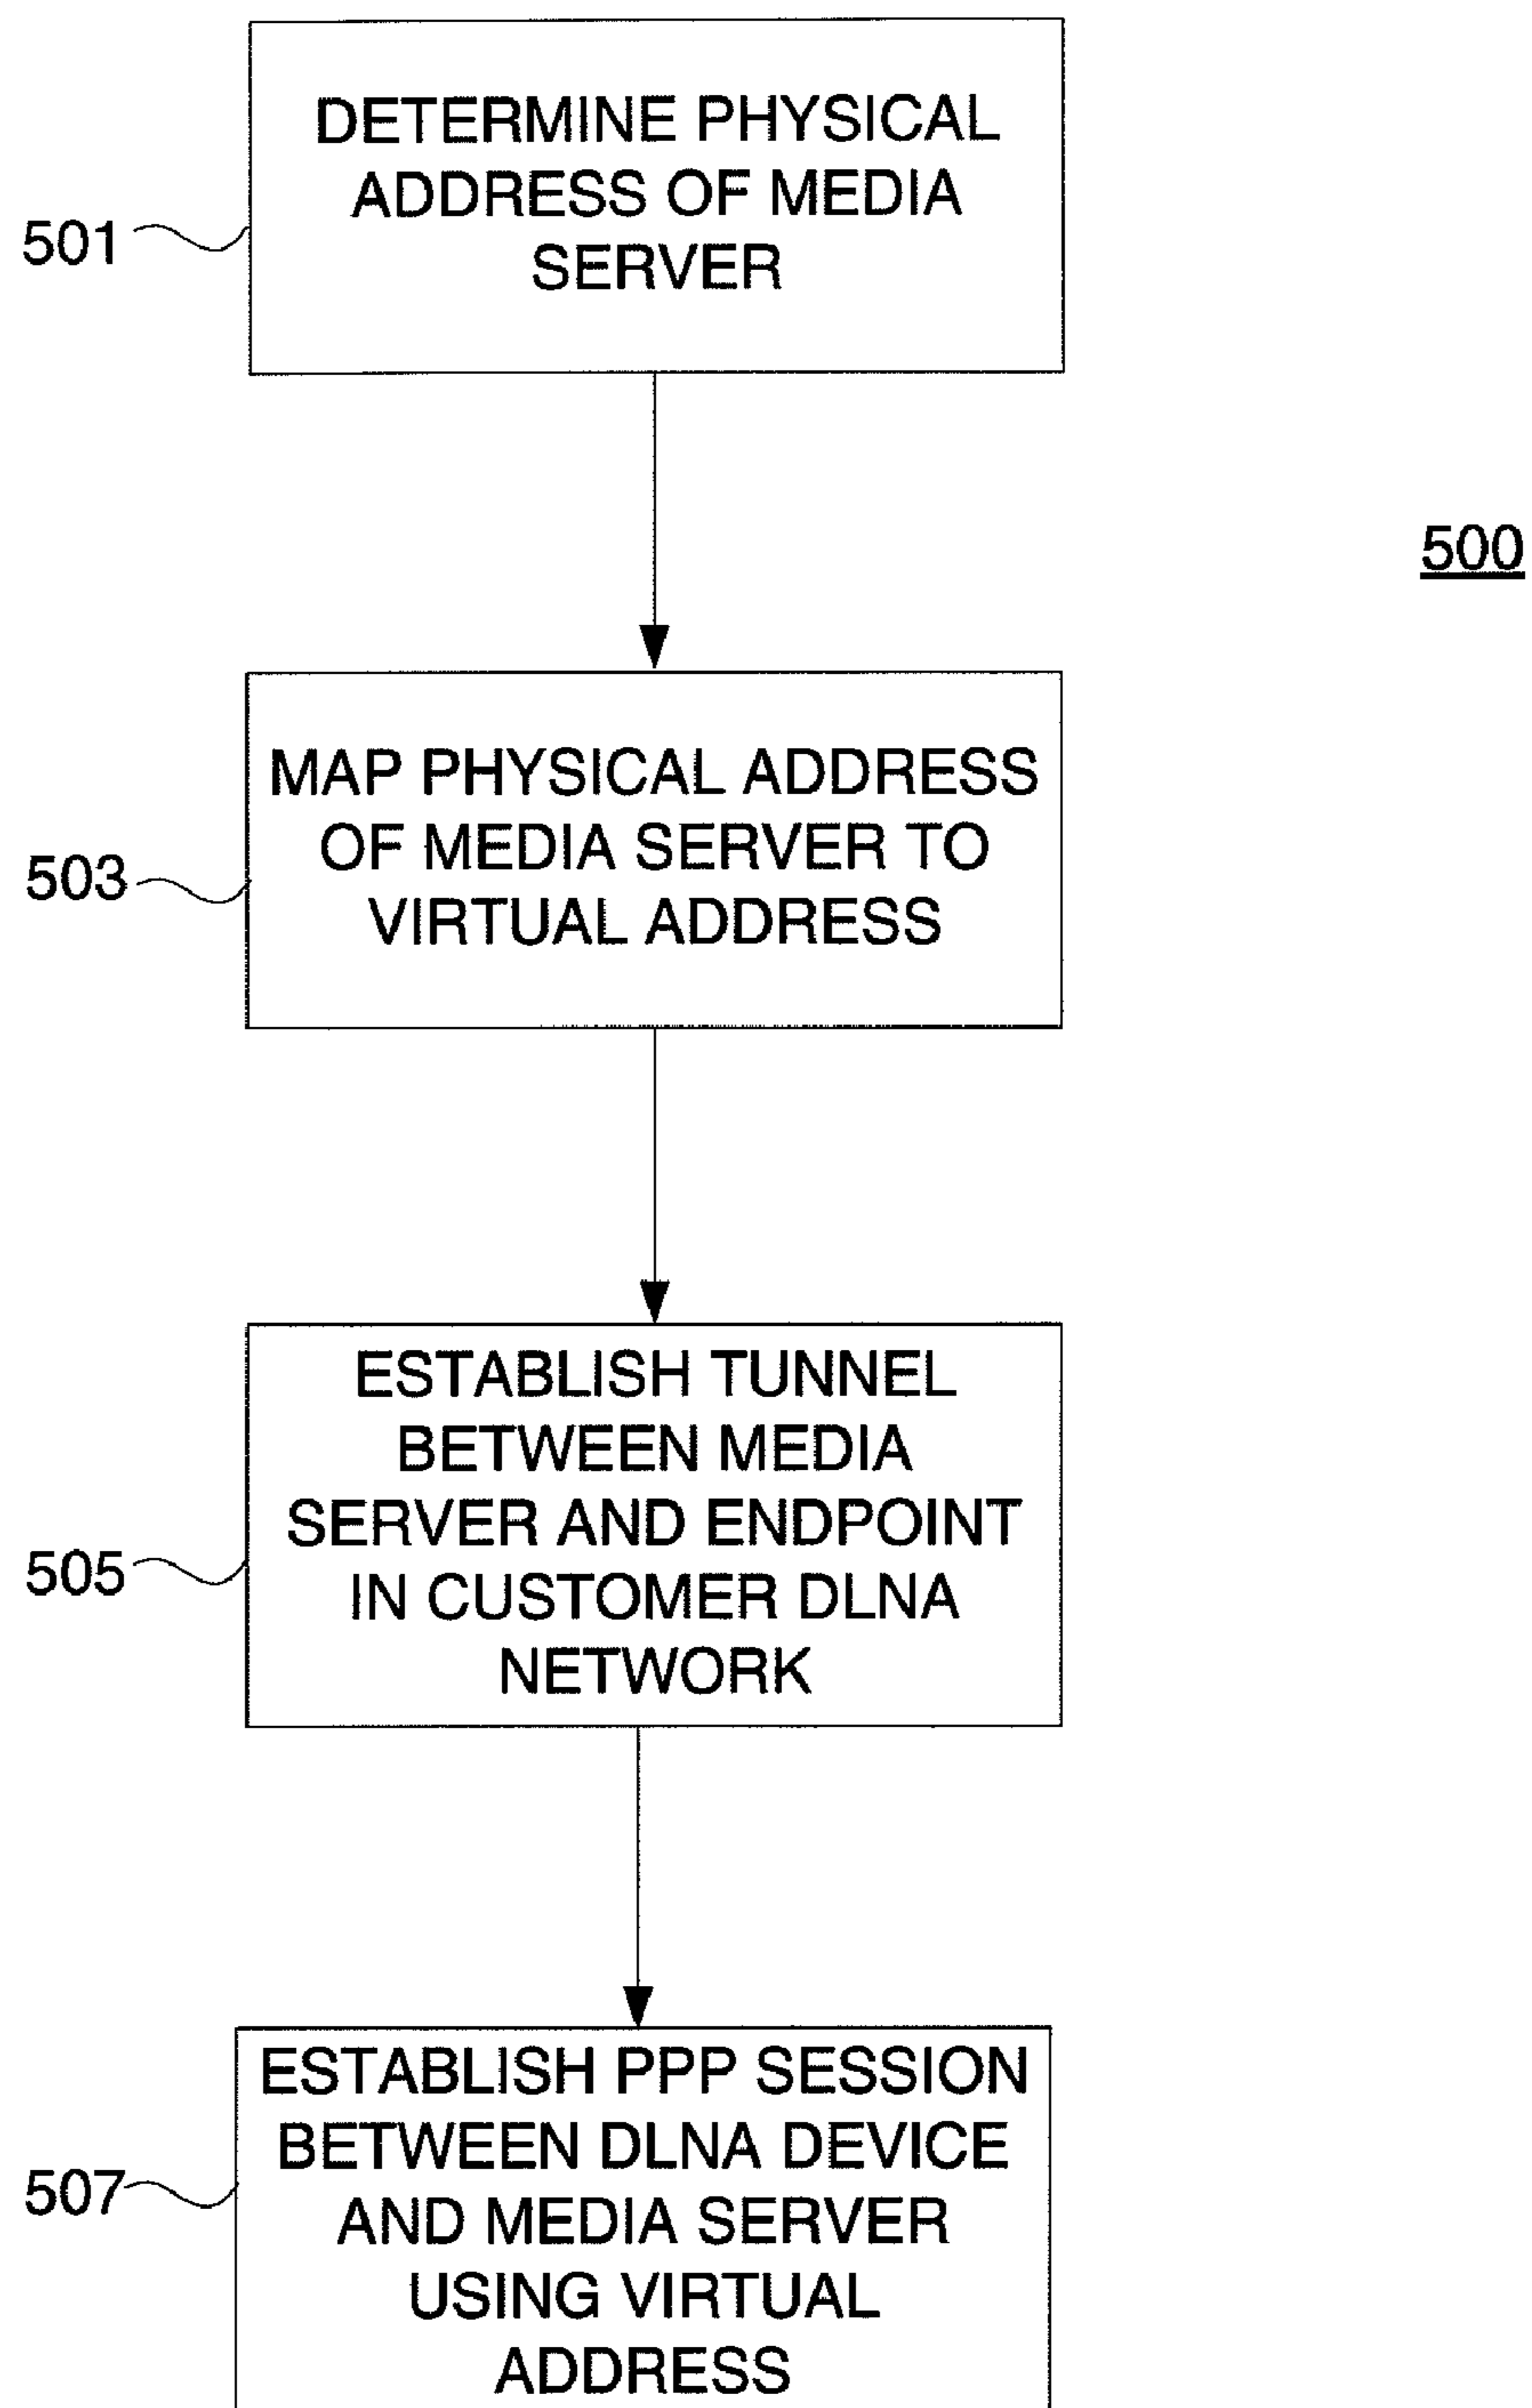 DETERMINE PHYSICAL
ADDRESS OF MEDIA
SERVER
501
500
MAP PHYSICAL ADDRESS
OF MEDIA SERVER TO
VIRTUAL ADDRESS
503
ESTABLISH TUNNEL
BETWEEN MEDIA
SERVER AND ENDPOINT
IN CUSTOMER DLNA
NETWORK
505
ESTABLISH PPP SESSION
BETWEEN DLNA DEVICE
AND MEDIA SERVER
USING VIRTUAL
ADDRESS
507